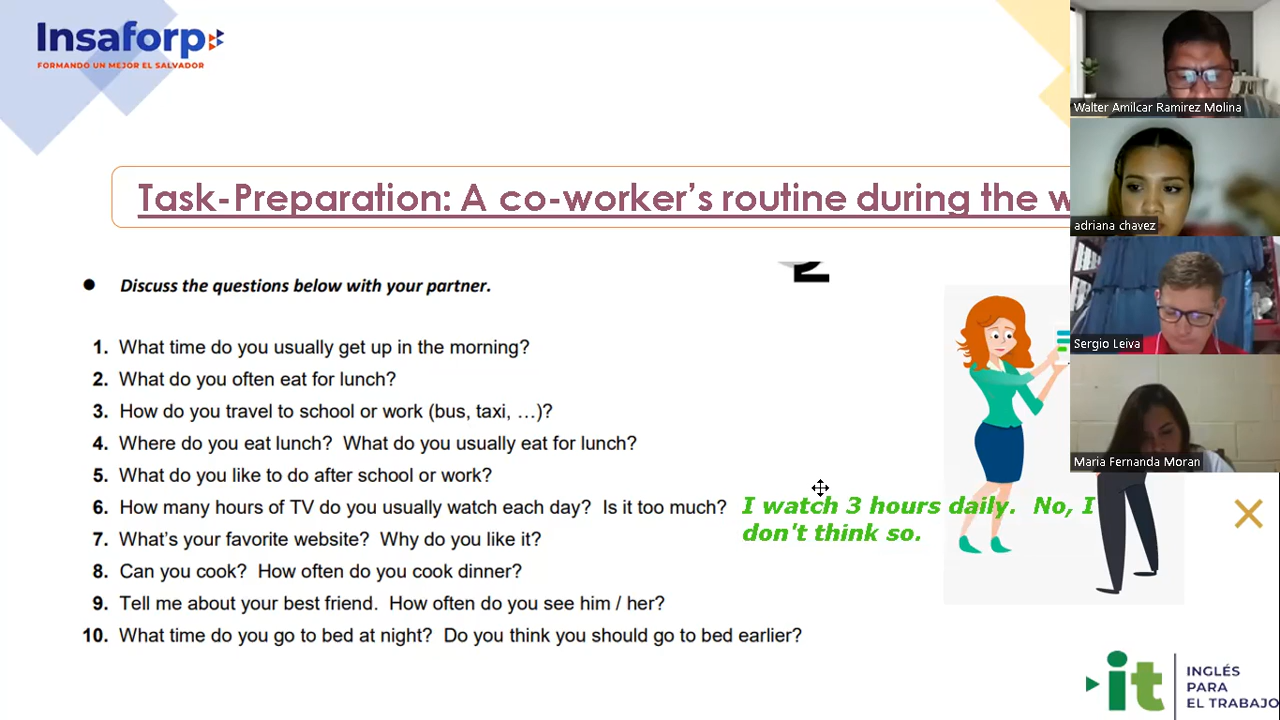 Insaforp
FORMANDO UN MEJOR EL SALVADOR
Task-Preparation: A co-worker's routine during the w
Discuss the questions below with your partner.
2
1. What time do you usually get up in the morning?
2. What do you often eat for lunch?
3. How do you travel to school or work (bus, taxi, …)?
4. Where do you eat lunch? What do you usually eat for lunch?
5. What do you like to do after school or work?
6. How many hours of TV do you usually watch each day? Is it too much?
I watch 3 hours daily. No, I
don't think so.
7. What's your favorite website? Why do you like it?
8. Can you cook? How often do you cook dinner?
9. Tell me about your best friend. How often do you see him / her?
10. What time do you go to bed at night? Do you think you should go to bed earlier?
Walter Amilcar Ramirez Molina
adriana chavez
Sergio Leiva
Maria Fernanda Moran
it
INGLÉS
PARA
EL TRABAJO